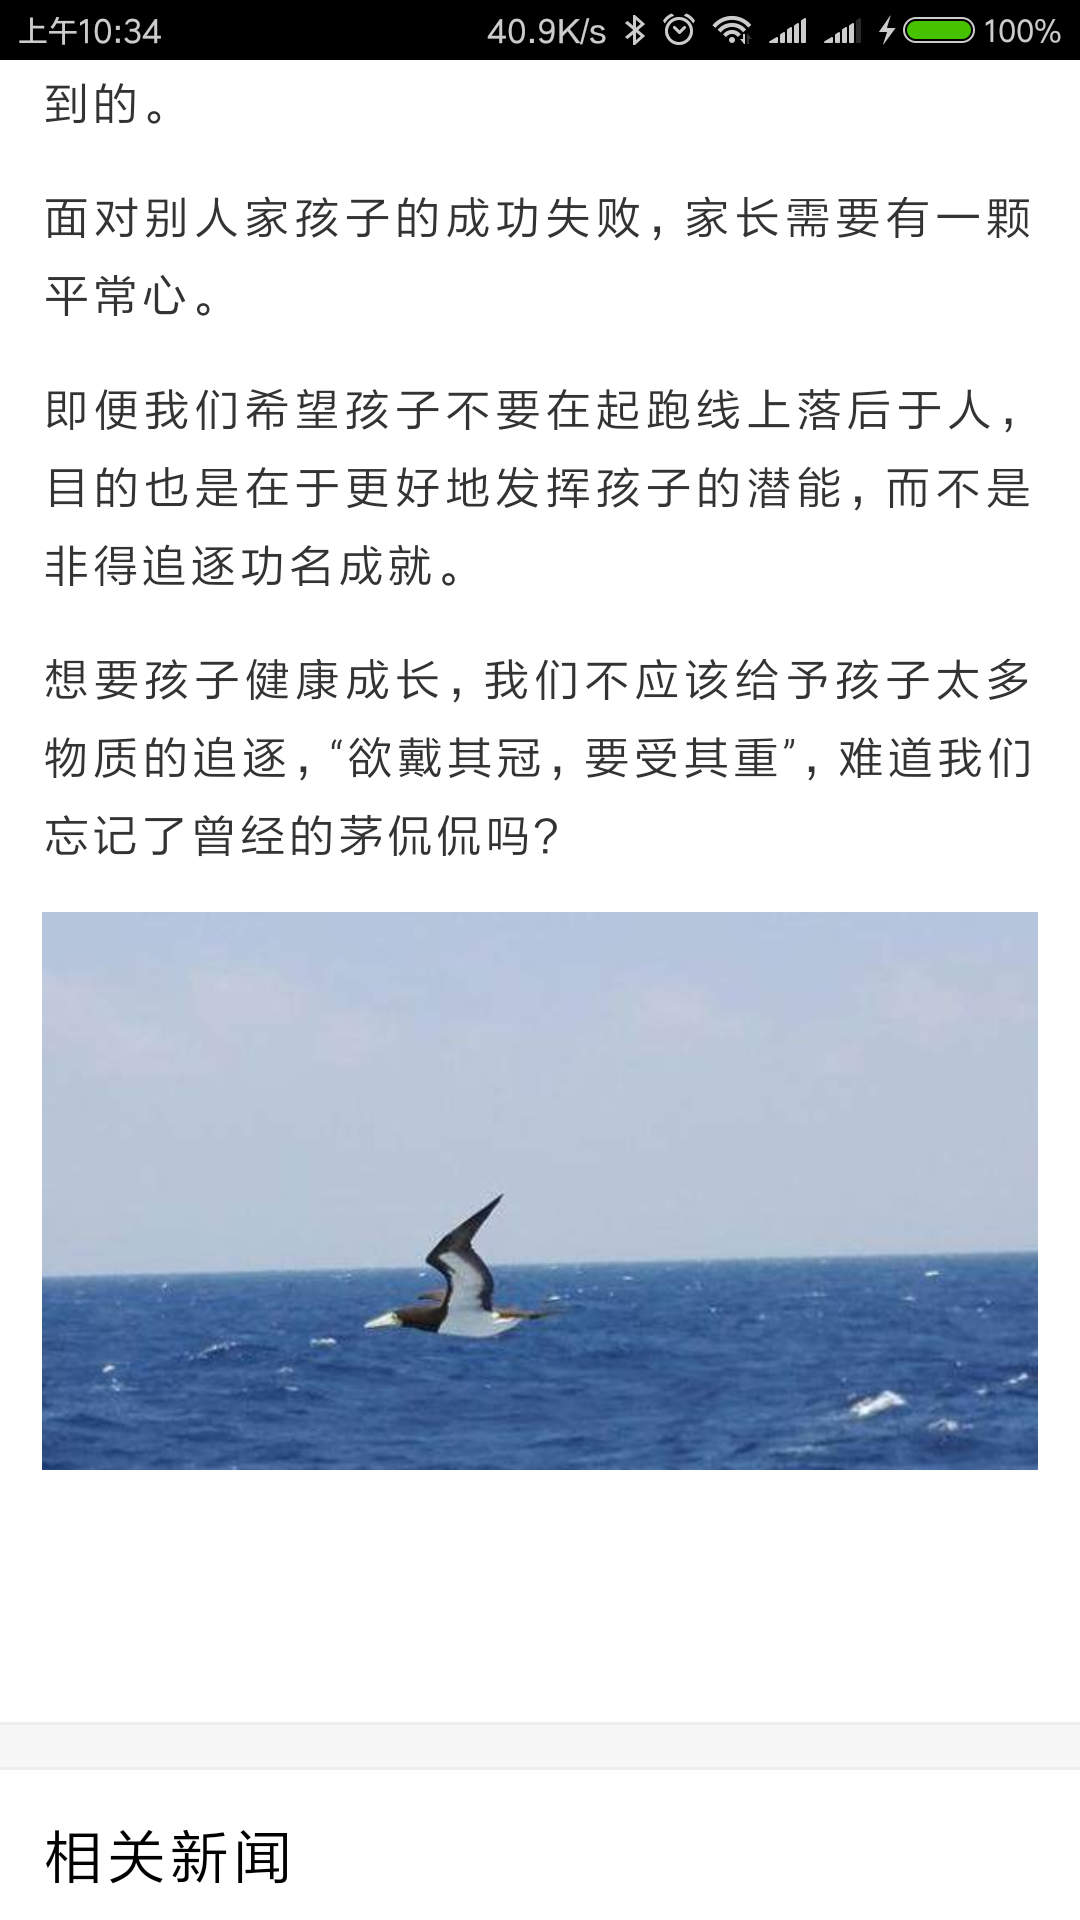 上午10:34 40.9K/s 100%
到的。
面对别人家孩子的成功失败，家长需要有一颗
平常心。
即便我们希望孩子不要在起跑线上落后于人，
目的也是在于更好地发挥孩子的潜能，而不是
非得追逐功名成就。
想要孩子健康成长，我们不应该给予孩子太多
物质的追逐，“欲戴其冠，要受其重”，难道我们
忘记了曾经的茅侃侃吗？
相关新闻